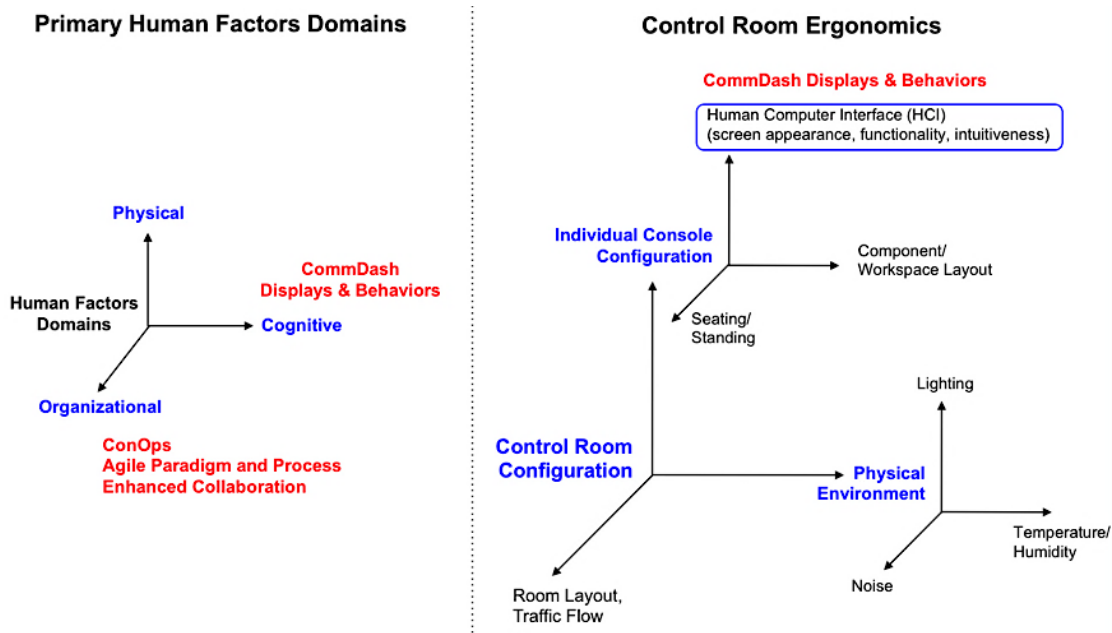 Primary Human Factors Domains
Physical
CommDash
Displays & Behaviors
Human Factors
Domains
Cognitive
Organizational
ConOps
Agile Paradigm and Process
Enhanced Collaboration
Control Room Ergonomics
CommDash Displays & Behaviors
Human Computer Interface (HCI)
(screen appearance, functionality, intuitiveness)
Individual Console
Configuration
Component/
Workspace Layout
Seating/
Standing
Lighting
Control Room
Configuration
Physical
Environment
Temperature/
Humidity
Noise
Room Layout,
Traffic Flow